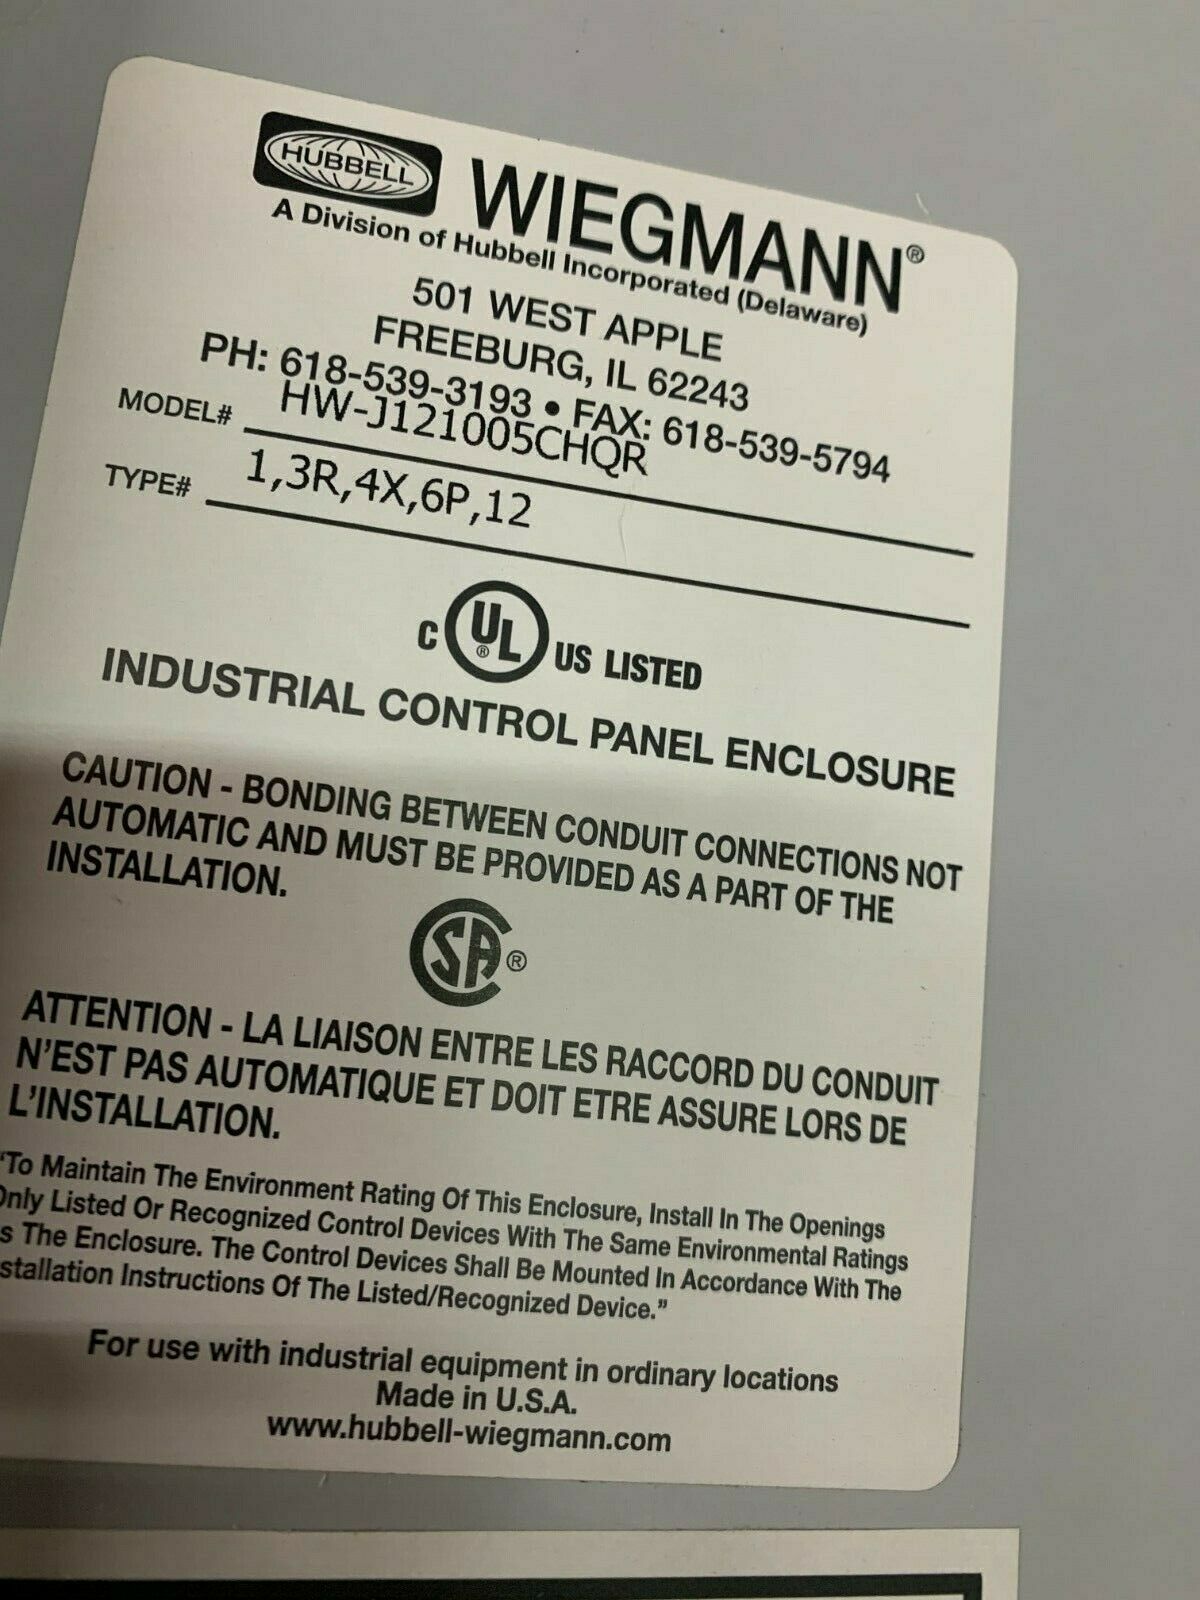 HUBBELL
WIEGMANN®
A Division of Hubbell Incorporated (Delaware)
501 WEST APPLE
FREEBURG, IL 62243
PH: 618-539-3193 • FAX: 618-539-5794
MODEL# HW-J121005CHQR
TYPE# 1,3R,4X,6P,12
C UL® US LISTED
INDUSTRIAL CONTROL PANEL ENCLOSURE
CAUTION - BONDING BETWEEN CONDUIT CONNECTIONS NOT
AUTOMATIC AND MUST BE PROVIDED AS A PART OF THE
INSTALLATION.
SA®
ATTENTION - LA LIAISON ENTRE LES RACCORD DU CONDUIT
N'EST PAS AUTOMATIQUE ET DOIT ETRE ASSURE LORS DE
L'INSTALLATION.
"To Maintain The Environment Rating Of This Enclosure, Install In The Openings
Only Listed Or Recognized Control Devices With The Same Environmental Ratings
s The Enclosure. The Control Devices Shall Be Mounted In Accordance With The
stallation Instructions Of The Listed/Recognized Device."
For use with industrial equipment in ordinary locations
Made in U.S.A.
www.hubbell-wiegmann.com